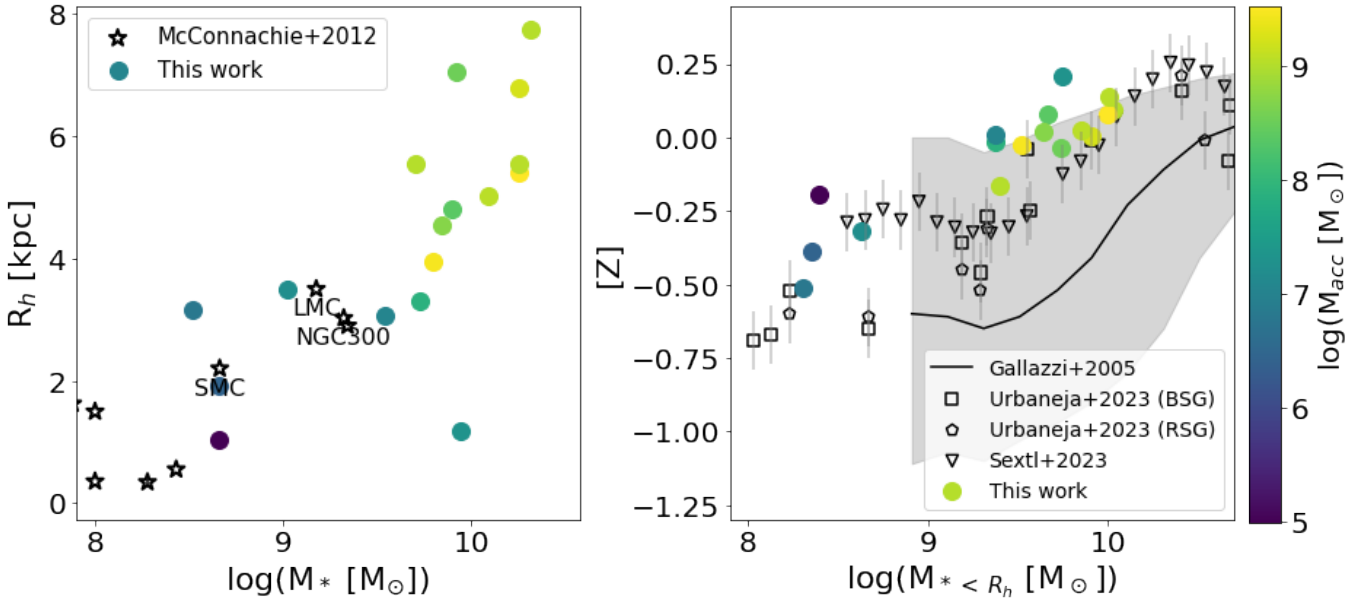 8
6
4
2
0
R_h [kpc]
McConnachie+2012
This work
LMC
NGC300
SMC
8
9
10
log(M_* [M_⊙])
0.25
0.00
−0.25
−0.50
−0.75
−1.00
−1.25
[Z]
Gallazzi+2005
Urbaneja+2023 (BSG)
Urbaneja+2023 (RSG)
Sextl+2023
This work
8
9
10
log(M_{* < R_h} [M_⊙])
9
8
7
6
5
log(M_{acc} [M_⊙])